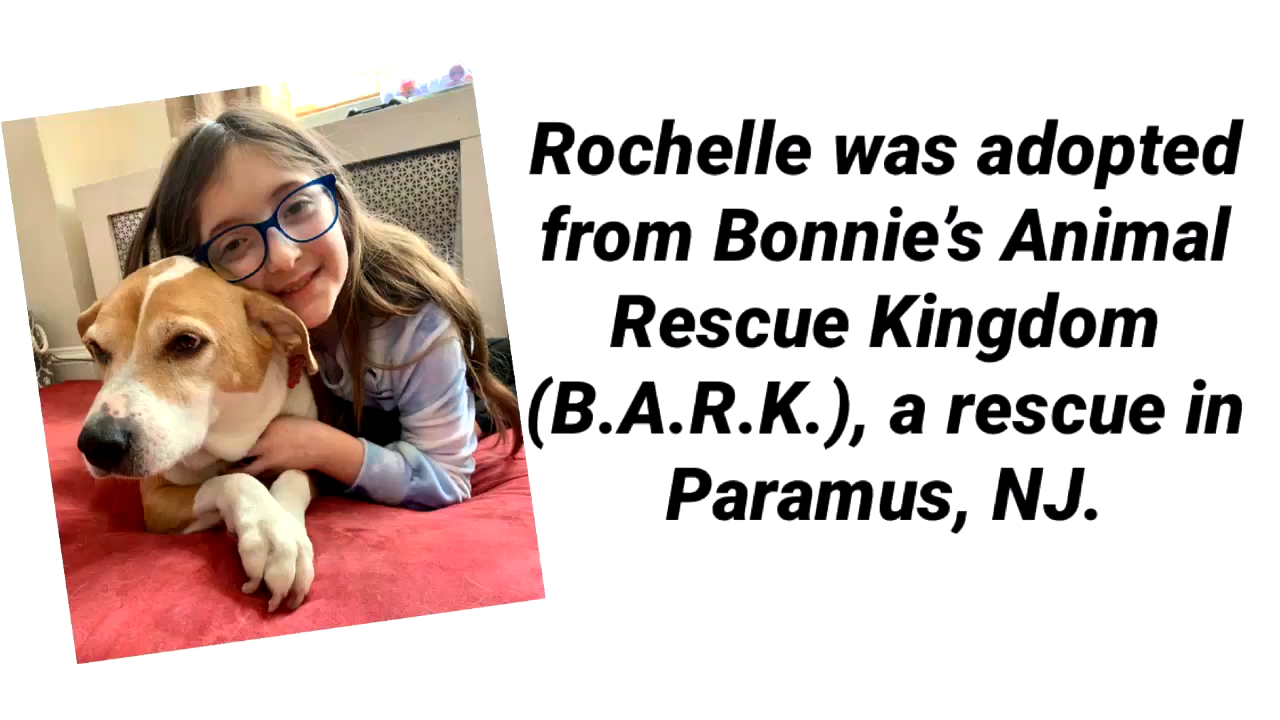 Rochelle was adopted
from Bonnie’s Animal
Rescue Kingdom
(B.A.R.K.), a rescue in
Paramus, NJ.